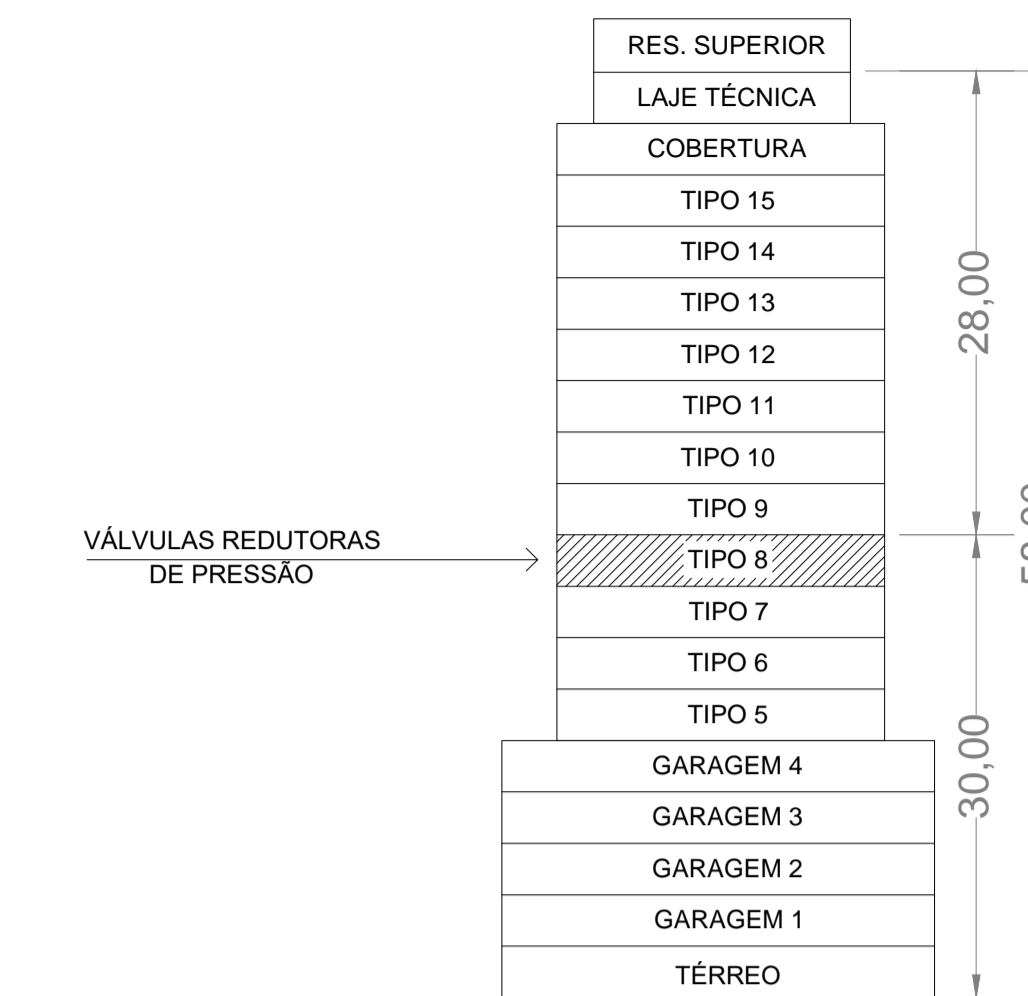 RES. SUPERIOR
LAJE TÉCNICA
COBERTURA
TIPO 15
TIPO 14
TIPO 13
TIPO 12
TIPO 11
TIPO 10
TIPO 9
TIPO 8
TIPO 7
TIPO 6
TIPO 5
GARAGEM 4
GARAGEM 3
GARAGEM 2
GARAGEM 1
TÉRREO
VÁLVULAS REDUTORAS
DE PRESSÃO
28,00
30,00